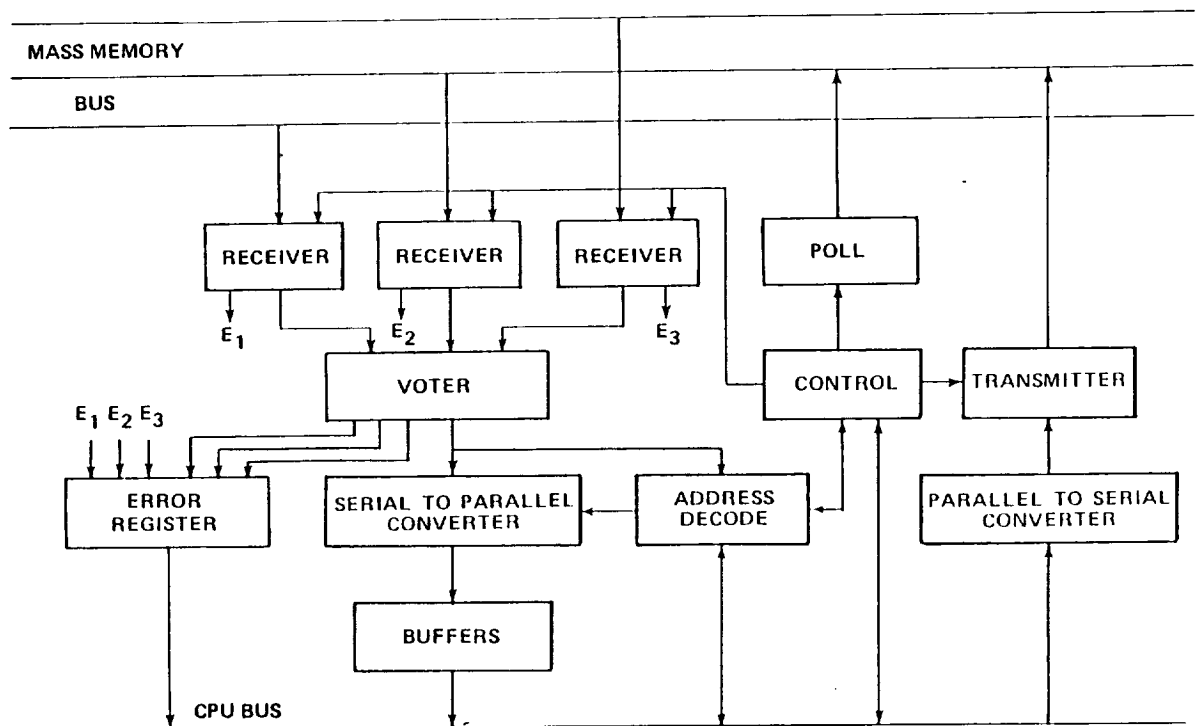 MASS MEMORY
BUS
RECEIVER
RECEIVER
RECEIVER
POLL
E1
E2
E3
VOTER
CONTROL
TRANSMITTER
E1 E2 E3
ERROR
REGISTER
SERIAL TO PARALLEL
CONVERTER
ADDRESS
DECODE
PARALLEL TO SERIAL
CONVERTER
BUFFERS
CPU BUS